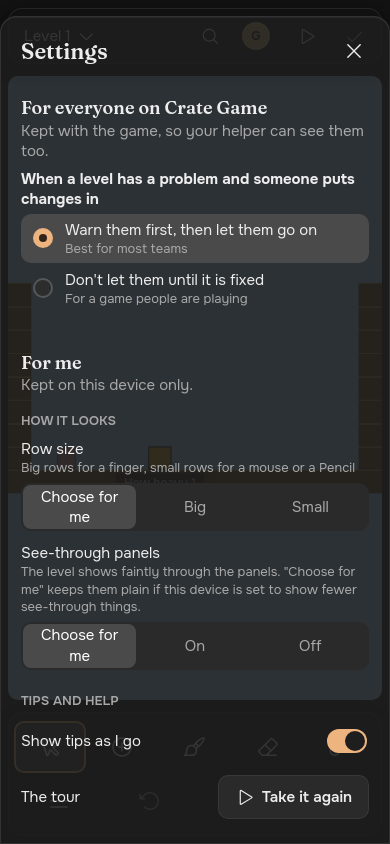 Level 1
G
Settings
For everyone on Crate Game
Kept with the game, so your helper can see them
too.
When a level has a problem and someone puts
changes in
Warn them first, then let them go on
Best for most teams
Don't let them until it is fixed
For a game people are playing
For me
Kept on this device only.
HOW IT LOOKS
Row size
Big rows for a finger, small rows for a mouse or a Pencil
How heavy 1
Choose for
me
Big
Small
See-through panels
The level shows faintly through the panels. "Choose for
me" keeps them plain if this device is set to show fewer
see-through things.
Choose for
me
On
Off
TIPS AND HELP
Show tips as I go
The tour
Take it again